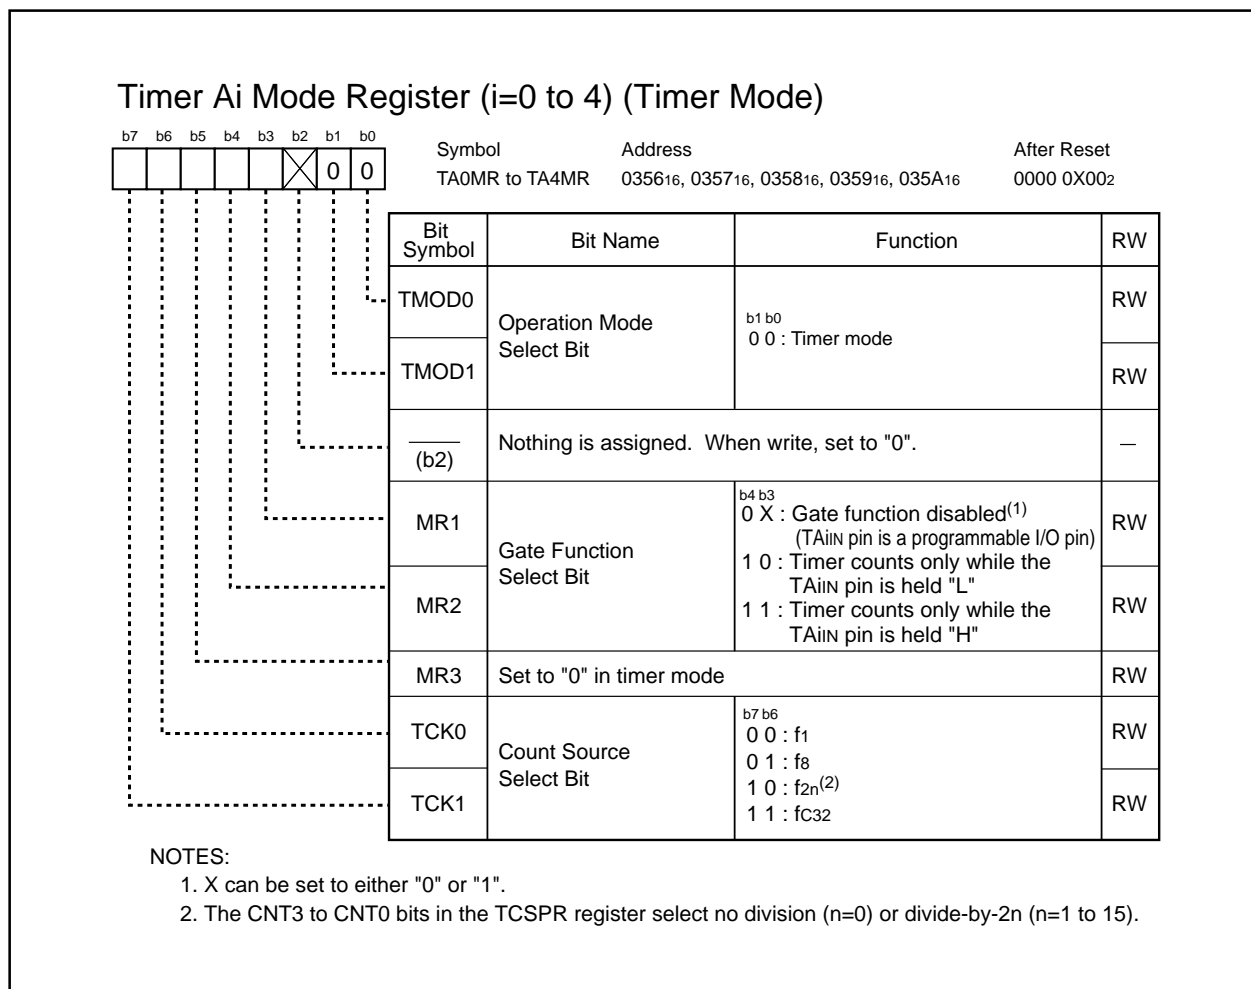 Timer Ai Mode Register (i=0 to 4) (Timer Mode)
b7 b6 b5 b4 b3 b2 b1 b0
0 0
Symbol Address After Reset
TA0MR to TA4MR 035616, 035716, 035816, 035916, 035A16 0000 0X002
Bit Symbol Bit Name Function RW
TMOD0 RW
Operation Mode
Select Bit
b1 b0
0 0 : Timer mode
TMOD1 RW
(b2) Nothing is assigned. When write, set to "0". –
MR1 RW
Gate Function
Select Bit
b4 b3
0 X : Gate function disabled(1)
(TAiIN pin is a programmable I/O pin)
1 0 : Timer counts only while the
TAiIN pin is held "L"
1 1 : Timer counts only while the
TAiIN pin is held "H"
MR2 RW
MR3 Set to "0" in timer mode RW
TCK0 RW
Count Source
Select Bit
b7 b6
0 0 : f1
0 1 : f8
1 0 : f2n(2)
1 1 : fC32
TCK1 RW
NOTES:
1. X can be set to either "0" or "1".
2. The CNT3 to CNT0 bits in the TCSPR register select no division (n=0) or divide-by-2n (n=1 to 15).